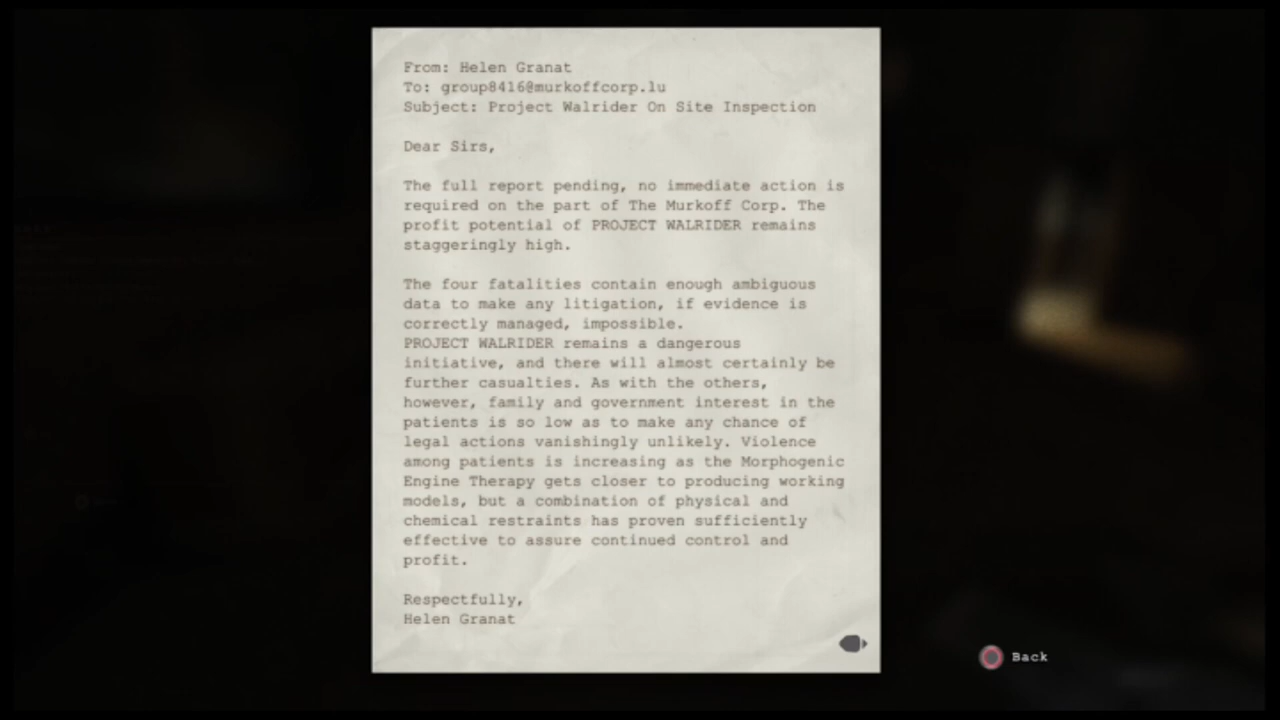 From: Helen Granat
To: group8416@murkoffcorp.lu
Subject: Project Walrider On Site Inspection
Dear Sirs,
The full report pending, no immediate action is
required on the part of The Murkoff Corp. The
profit potential of PROJECT WALRIDER remains
staggeringly high.
The four fatalities contain enough ambiguous
data to make any litigation, if evidence is
correctly managed, impossible.
PROJECT WALRIDER remains a dangerous
initiative, and there will almost certainly be
further casualties. As with the others,
however, family and government interest in the
patients is so low as to make any chance of
legal actions vanishingly unlikely. Violence
among patients is increasing as the Morphogenic
Engine Therapy gets closer to producing working
models, but a combination of physical and
chemical restraints has proven sufficiently
effective to assure continued control and
profit.
Respectfully,
Helen Granat
Back